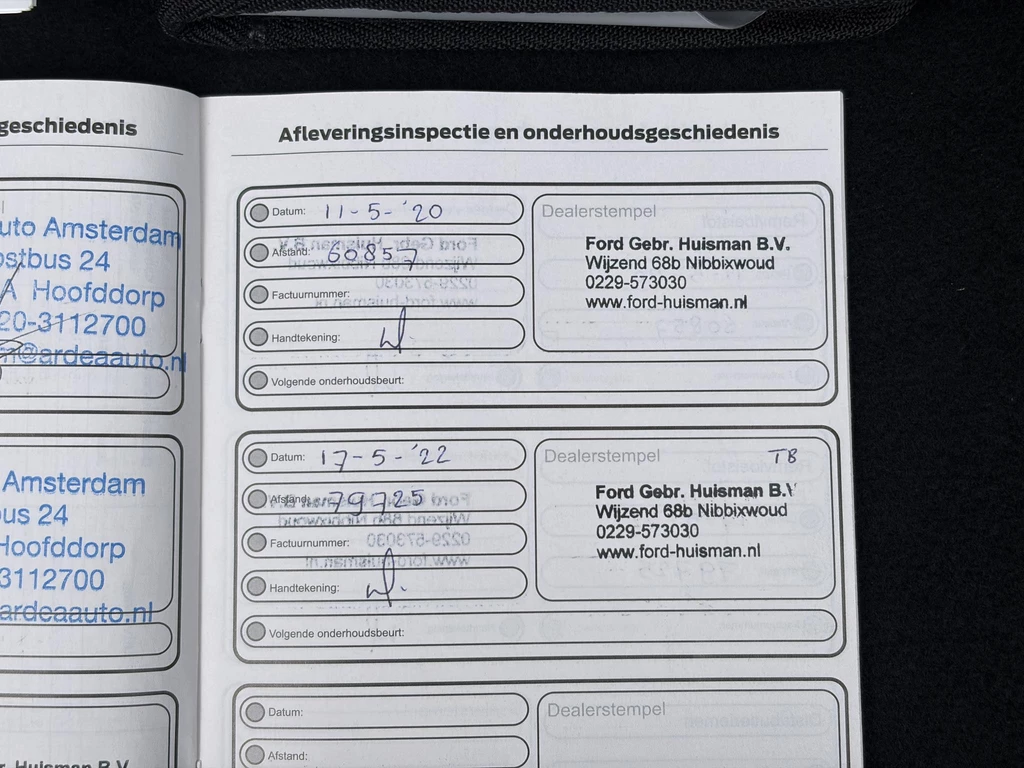 geschiedenis
uto Amsterdam
ostbus 24
A Hoofddorp
20-3112700
@ardeaauto.nl
Amsterdam
us 24
Hoofddorp
3112700
ardeaauto.nl
Huisman B.V.
Afleveringsinspectie en onderhoudsgeschiedenis
Datum: 11-5-'20
Afstand: 60857
Factuurnummer:
Handtekening:
Volgende onderhoudsbeurt:
Dealerstempel
Ford Gebr. Huisman B.V.
Wijzend 68b Nibbixwoud
0229-573030
www.ford-huisman.nl
Datum: 17-5-'22
Afstand: 79725
Factuurnummer:
Handtekening:
Volgende onderhoudsbeurt:
Dealerstempel T8
Ford Gebr. Huisman B.V
Wijzend 68b Nibbixwoud
0229-573030
www.ford-huisman.nl
Datum:
Afstand:
Dealerstempel